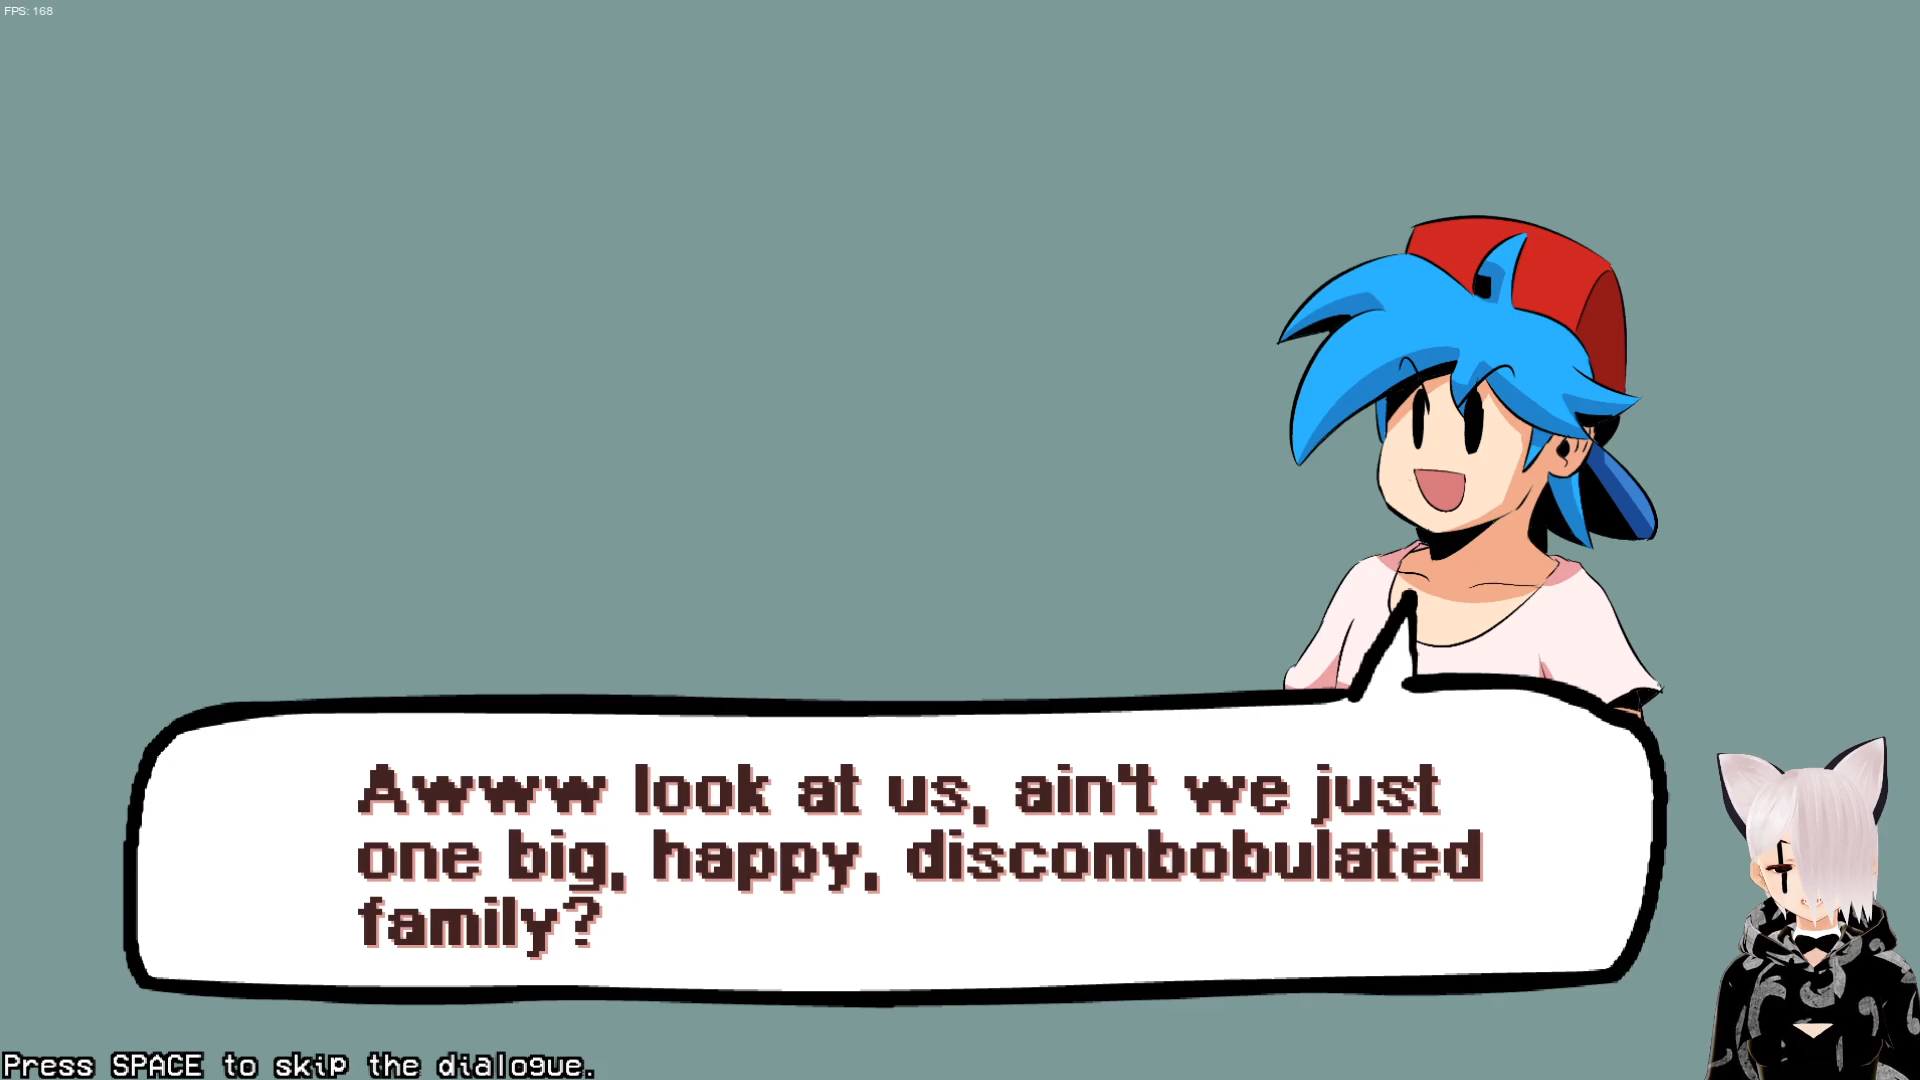 FPS: 168
Awww look at us, ain't we just
one big, happy, discombobulated
family?
Press SPACE to skip the dialogue.